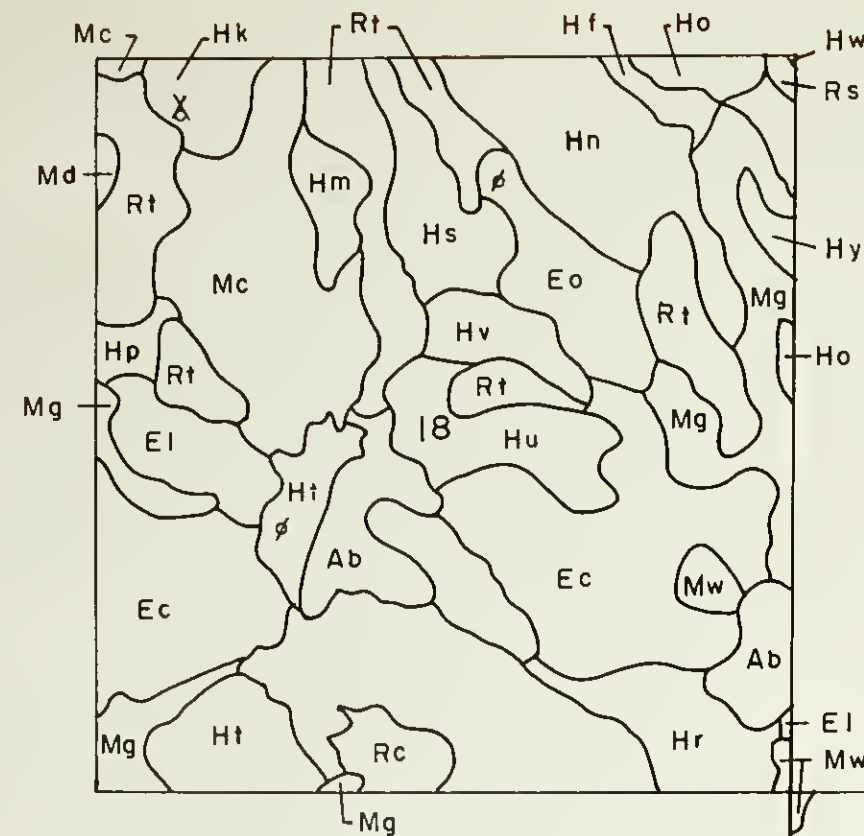 Mc Hk Rt Hf Ho Hw
Rs
Hn
Md Rt Hm ø
Hs Hy
Mc Eo Mg
Hv Rt
Hp Rt Ho
Rt
Mg El 18 Hu Mg
Ht
ø
Ab Ec Mw
Ec
Ab
El
Mg Ht Rc Hr
Mw
Mg